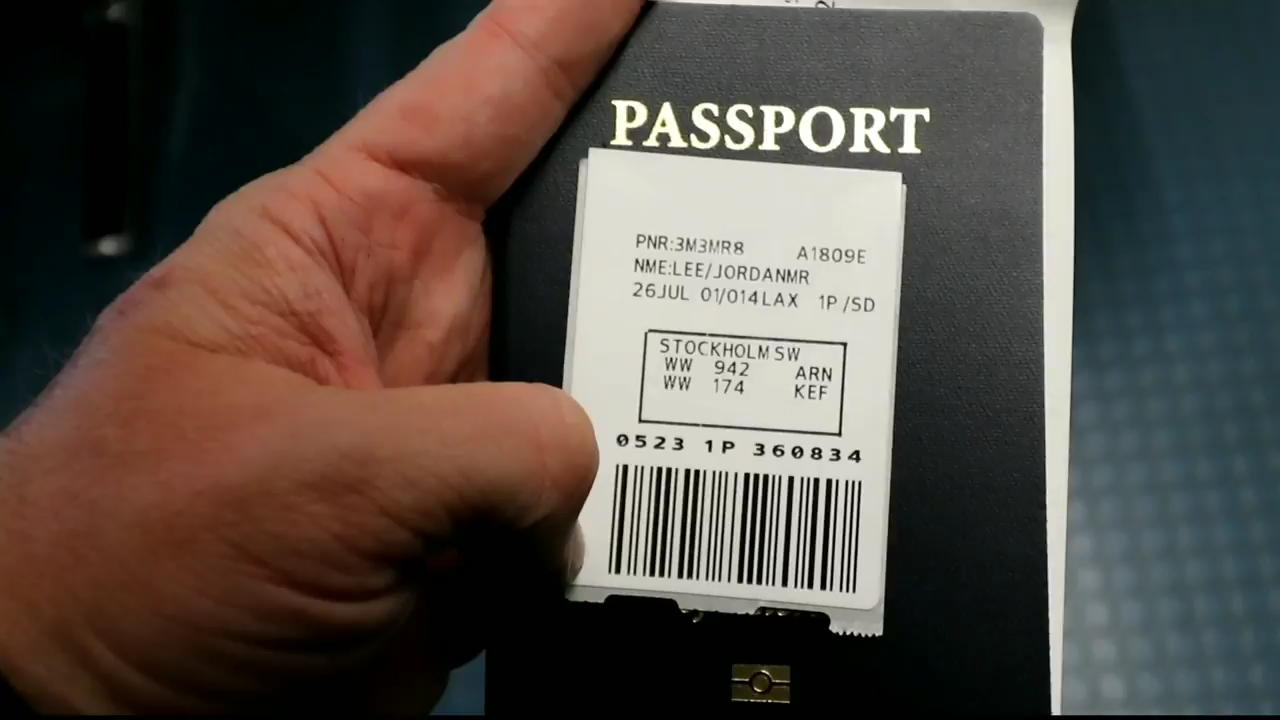 PASSPORT
PNR:3M3MR8 A1809E
NME:LEE/JORDANMR
26JUL 01/014LAX 1P/SD
STOCKHOLM SW
WW 942 ARN
WW 174 KEF
0523 1P 360834